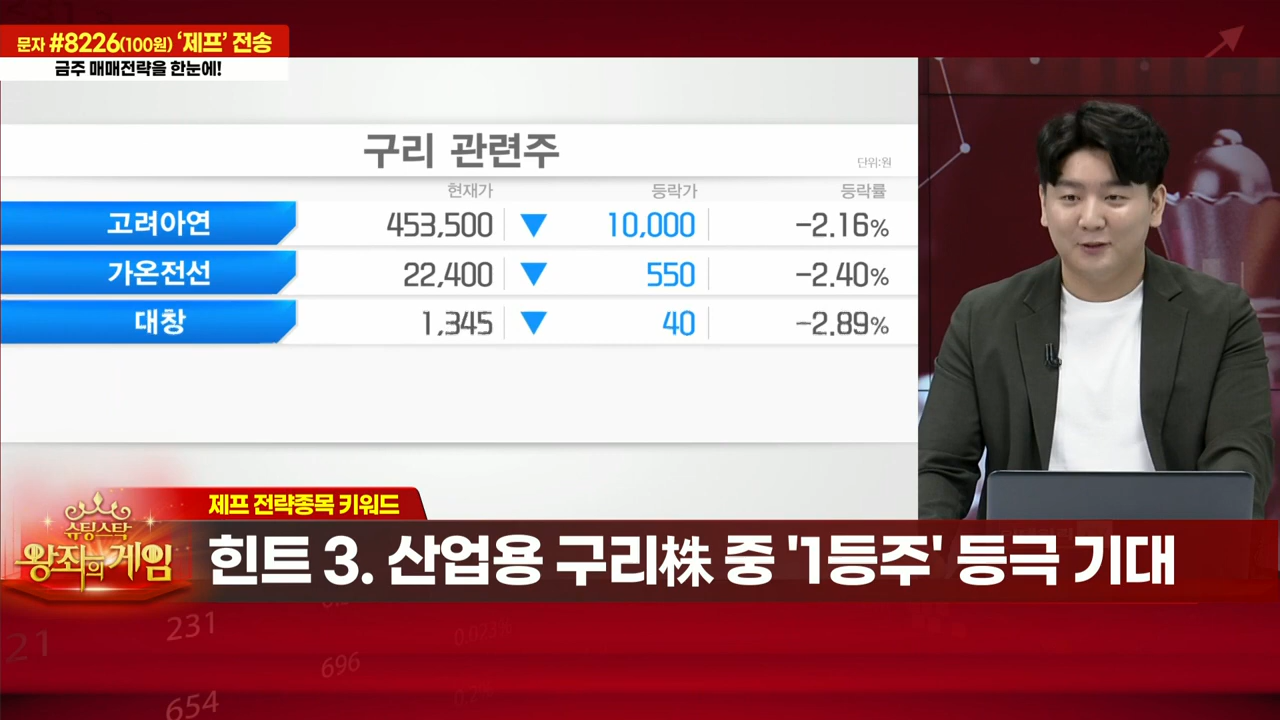 문자 #8226(100원) '제프' 전송
금주 매매전략을 한눈에!
구리 관련주
단위:원
현재가 등락가 등락률
고려아연 453,500 ▼ 10,000 -2.16%
가온전선 22,400 ▼ 550 -2.40%
대창 1,345 ▼ 40 -2.89%
제프 전략종목 키워드
슈팅스탁
왕좌의 게임
힌트 3. 산업용 구리株 중 '1등주' 등극 기대
21
231
0.023
696
654